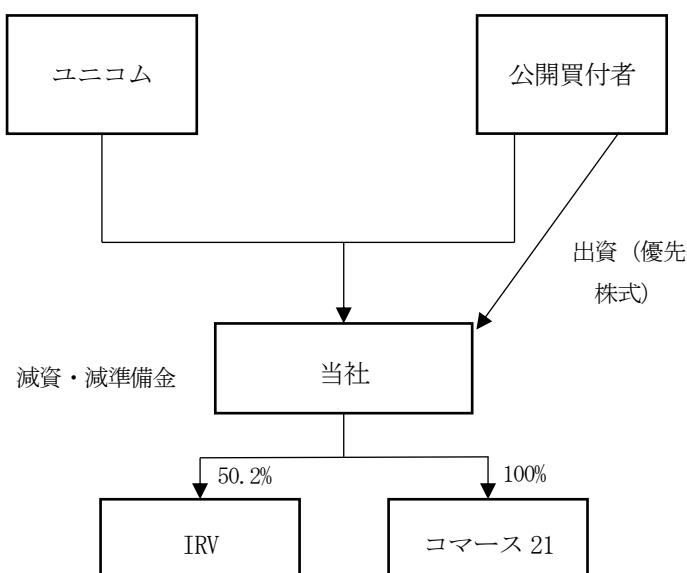 ユニコム
公開買付者
出資（優先
株式）
減資・減準備金
当社
50.2%
100%
IRV
コマース 21